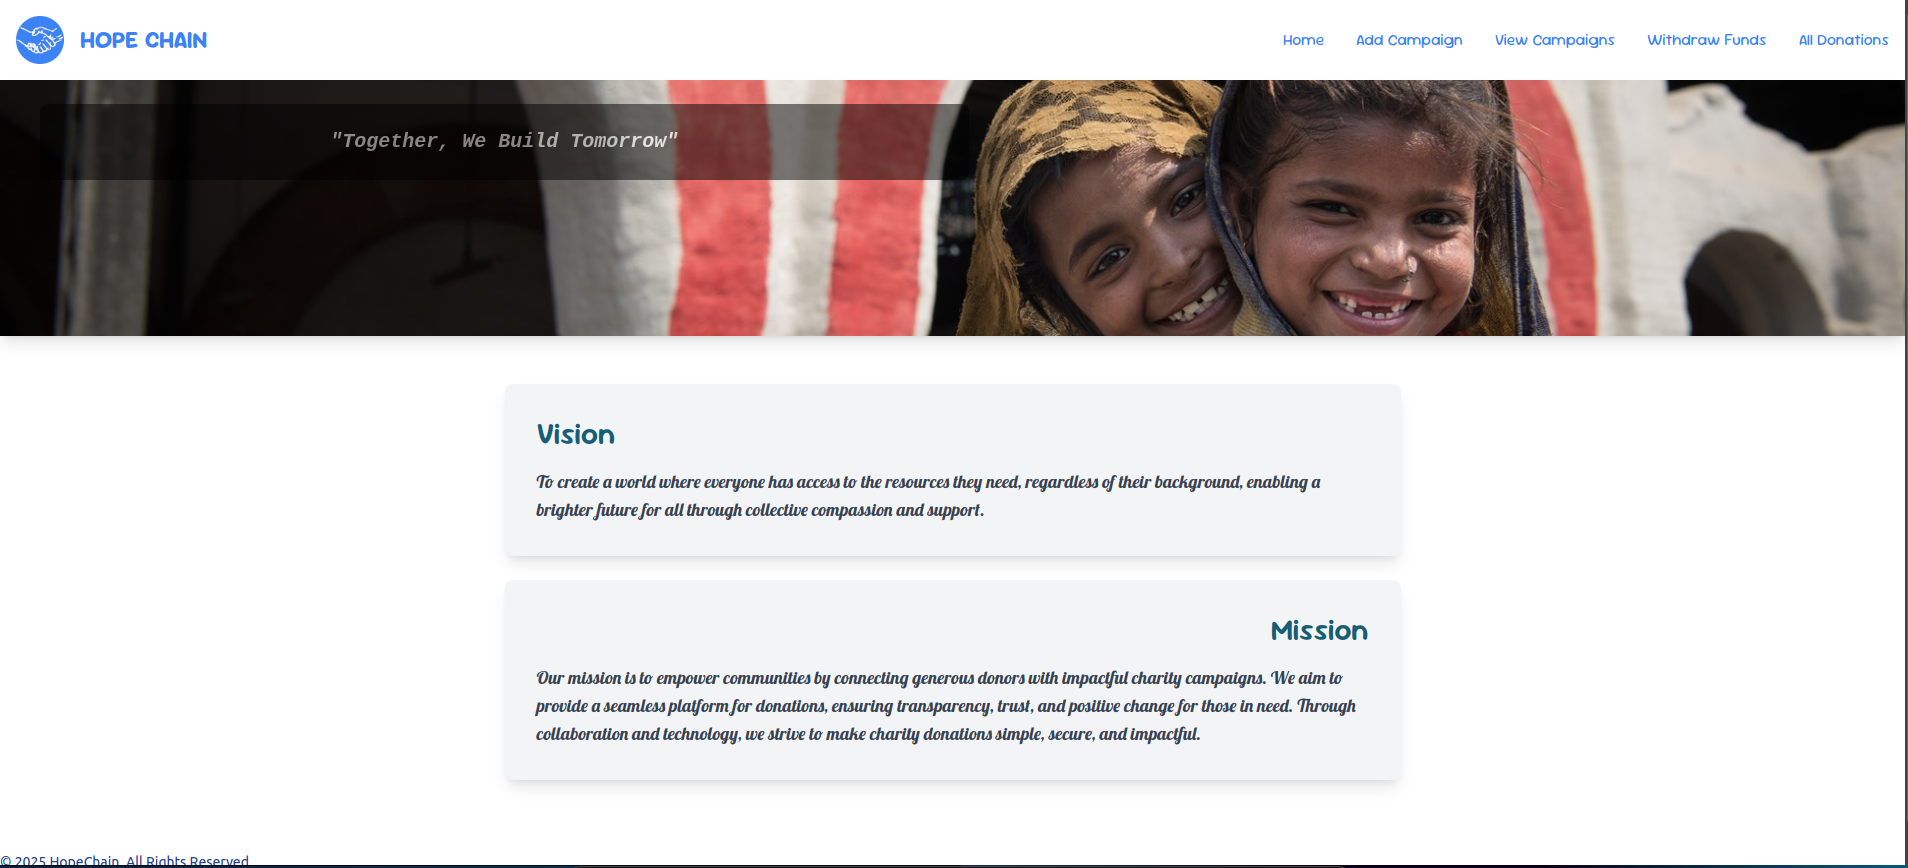 HOPE CHAIN
Home Add Campaign View Campaigns Withdraw Funds All Donations
"Together, We Build Tomorrow"
Vision
To create a world where everyone has access to the resources they need, regardless of their background, enabling a
brighter future for all through collective compassion and support.
Mission
Our mission is to empower communities by connecting generous donors with impactful charity campaigns. We aim to
provide a seamless platform for donations, ensuring transparency, trust, and positive change for those in need. Through
collaboration and technology, we strive to make charity donations simple, secure, and impactful.
© 2025 HopeChain. All Rights Reserved